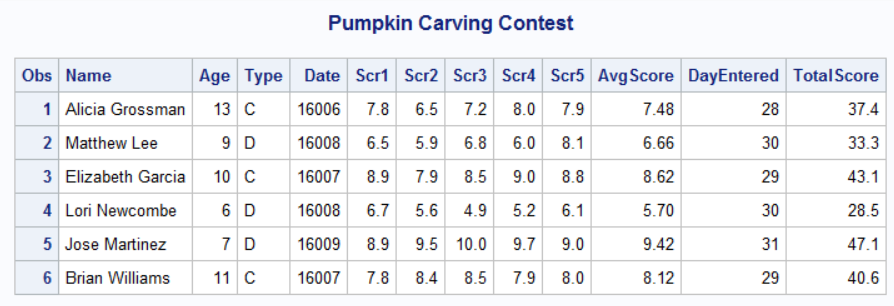 Pumpkin Carving Contest
Obs Name Age Type Date Scr1 Scr2 Scr3 Scr4 Scr5 AvgScore DayEntered TotalScore
1 Alicia Grossman 13 C 16006 7.8 6.5 7.2 8.0 7.9 7.48 28 37.4
2 Matthew Lee 9 D 16008 6.5 5.9 6.8 6.0 8.1 6.66 30 33.3
3 Elizabeth Garcia 10 C 16007 8.9 7.9 8.5 9.0 8.8 8.62 29 43.1
4 Lori Newcombe 6 D 16008 6.7 5.6 4.9 5.2 6.1 5.70 30 28.5
5 Jose Martinez 7 D 16009 8.9 9.5 10.0 9.7 9.0 9.42 31 47.1
6 Brian Williams 11 C 16007 7.8 8.4 8.5 7.9 8.0 8.12 29 40.6